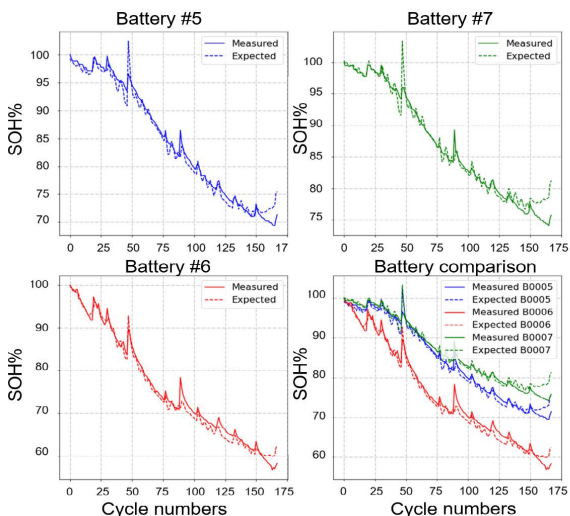 Battery #5
SOH%
100
95
90
85
80
75
70
0 25 50 75 100 125 150 17
Measured
Expected
Battery #7
SOH%
100
95
90
85
80
75
0 25 50 75 100 125 150 175
Measured
Expected
Battery #6
SOH%
100
90
80
70
60
0 25 50 75 100 125 150 175
Measured
Expected
Cycle numbers
Battery comparison
SOH%
100
90
80
70
60
0 25 50 75 100 125 150 175
Measured B0005
Expected B0005
Measured B0006
Expected B0006
Measured B0007
Expected B0007
Cycle numbers